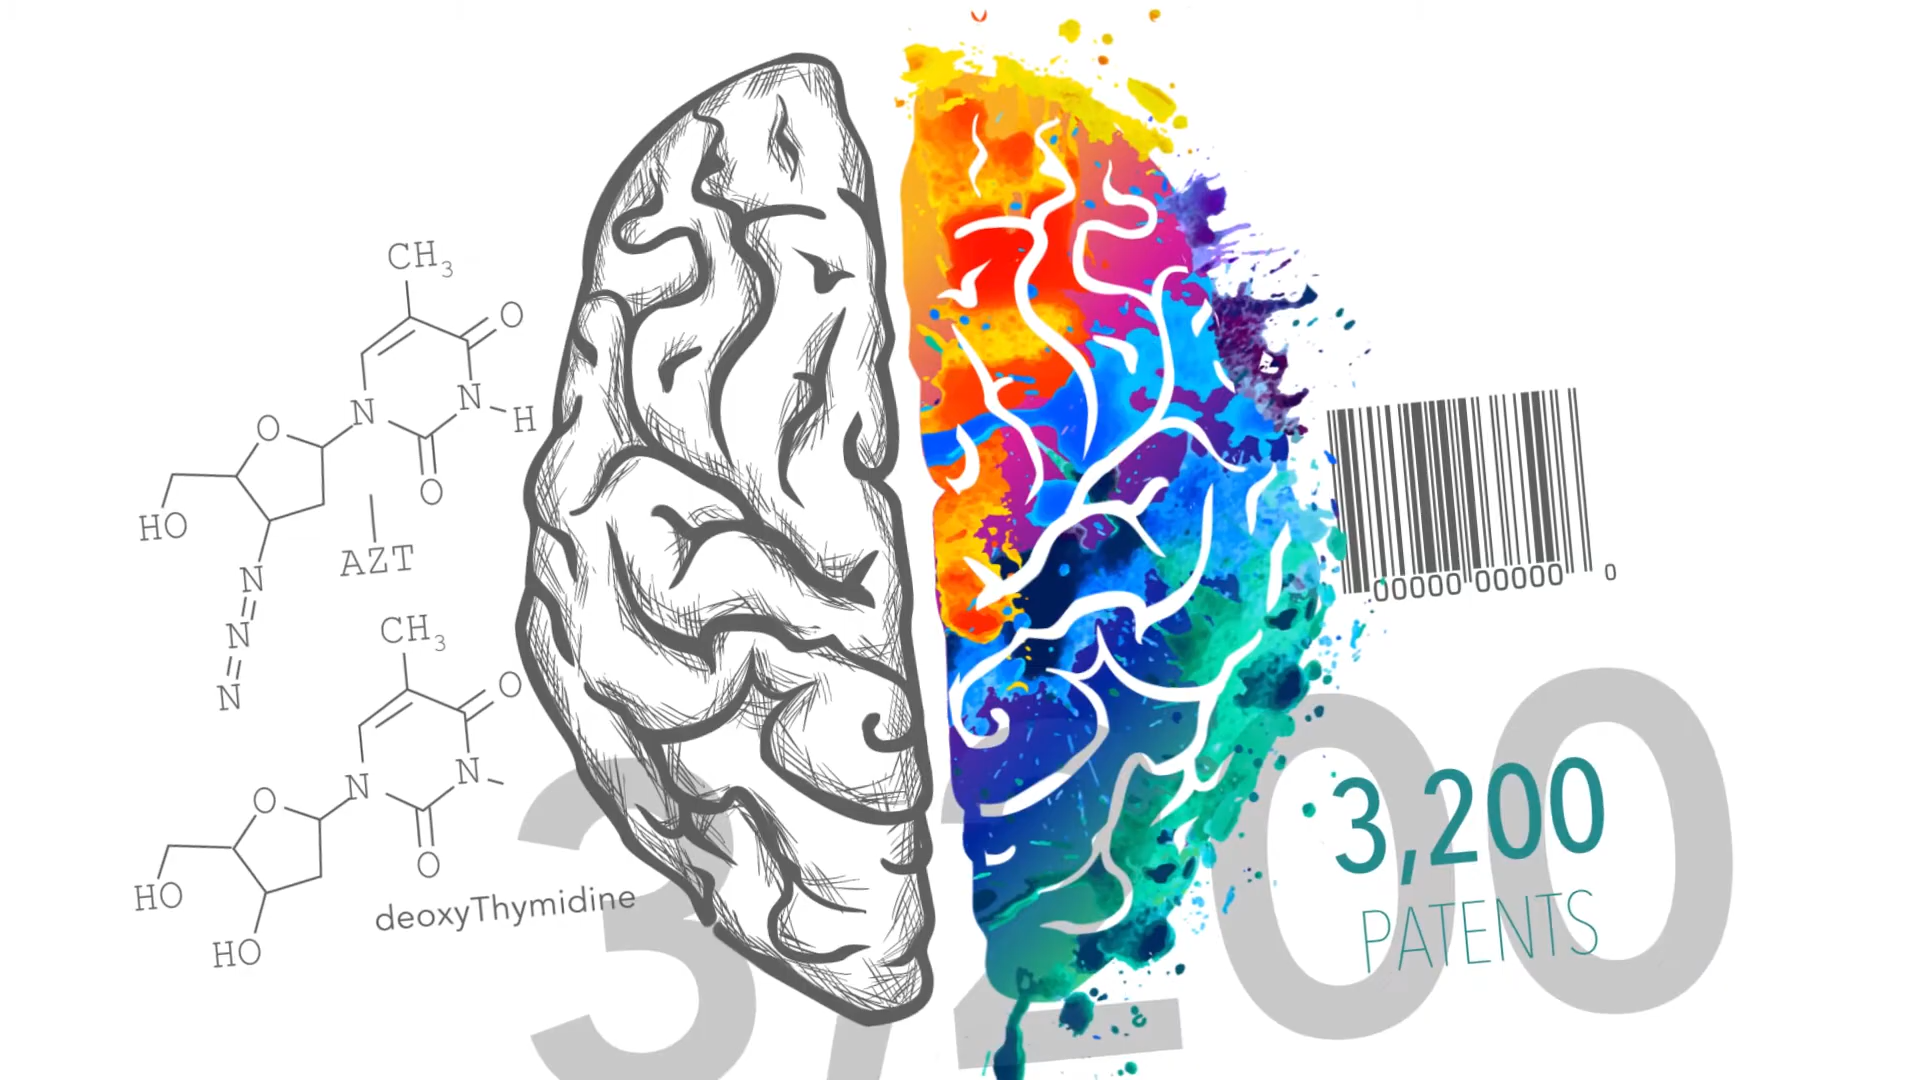 CH3
O
N
N
H
O
O
HO
AZT
N
N
N
CH3
O
O
N
N
O
HO
HO
deoxyThymidine
00000 00000 0
3,200
3,200
PATENTS